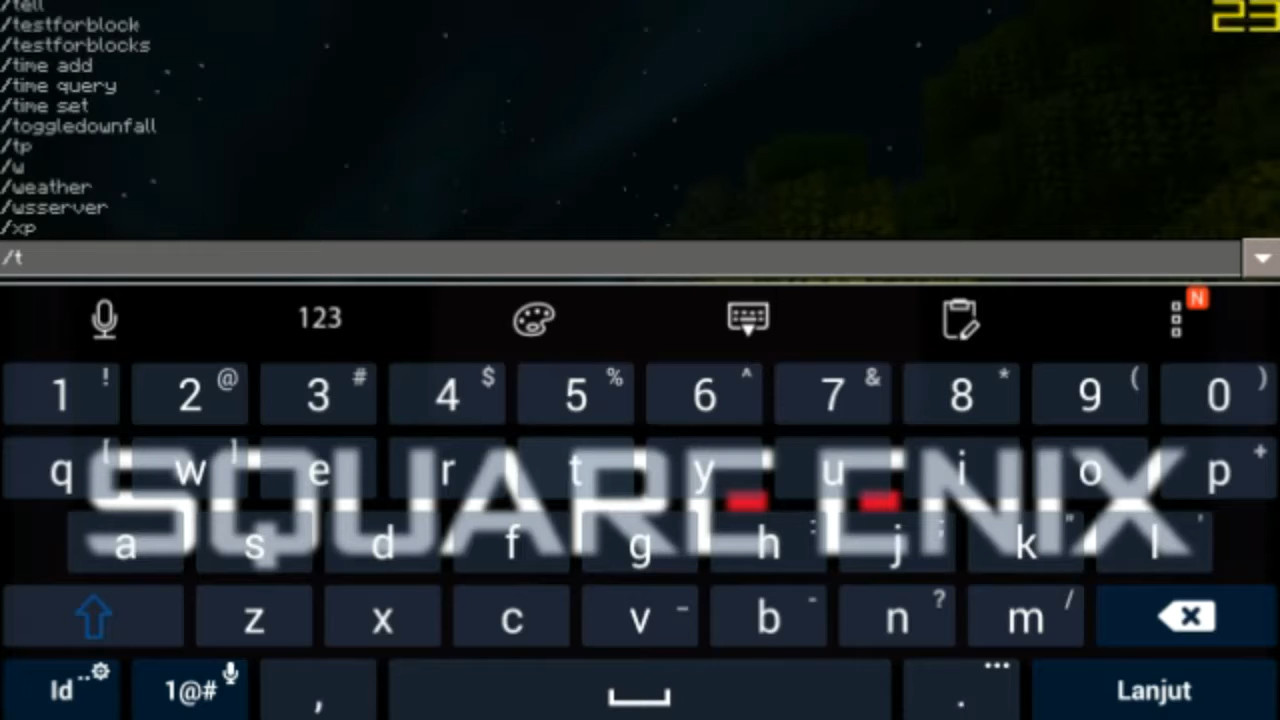 /tell
/testforblock
/testforblocks
/time add
/time query
/time set
/toggledownfall
/tp
/w
/weather
/wsserver
/xp
23
/t
123
N
1 ! 2 @ 3 # 4 $ 5 % 6 ^ 7 & 8 * 9 ( 0 )
q [ w ] e r t y u i o p +
SQUARE ENIX
a s d f g h : j ; k " l '
z x c v _ b - n ? m /
Id 1@# , . Lanjut